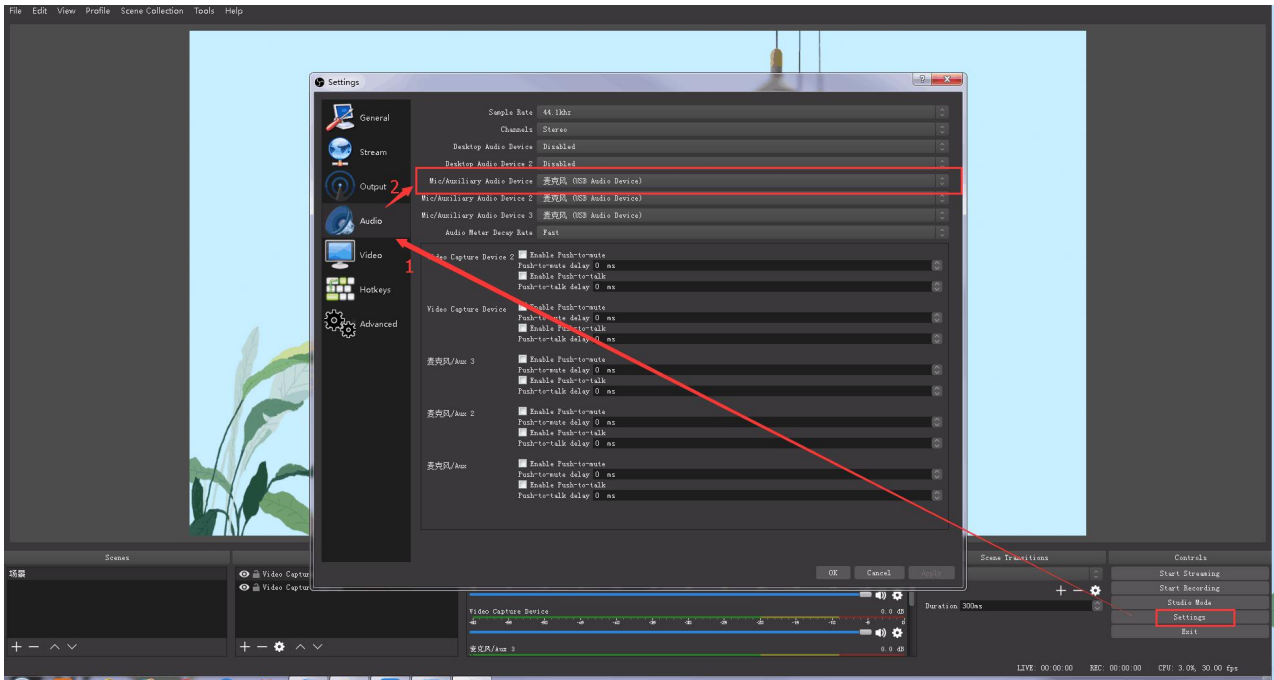 File Edit View Profile Scene Collection Tools Help
Settings
General
Stream
Output
Audio
Video
Hotkeys
Advanced
2
1
Sample Rate 44.1khz
Channels Stereo
Desktop Audio Device Disabled
Desktop Audio Device 2 Disabled
Mic/Auxiliary Audio Device 麦克风 (USB Audio Device)
Mic/Auxiliary Audio Device 2 麦克风 (USB Audio Device)
Mic/Auxiliary Audio Device 3 麦克风 (USB Audio Device)
Audio Meter Decay Rate Fast
Video Capture Device 2 Enable Push-to-mute
Push-to-mute delay 0 ms
Enable Push-to-talk
Push-to-talk delay 0 ms
Video Capture Device Enable Push-to-mute
Push-to-mute delay 0 ms
Enable Push-to-talk
Push-to-talk delay 0 ms
麦克风/Aux 3 Enable Push-to-mute
Push-to-mute delay 0 ms
Enable Push-to-talk
Push-to-talk delay 0 ms
麦克风/Aux 2 Enable Push-to-mute
Push-to-mute delay 0 ms
Enable Push-to-talk
Push-to-talk delay 0 ms
麦克风/Aux Enable Push-to-mute
Push-to-mute delay 0 ms
Enable Push-to-talk
Push-to-talk delay 0 ms
OK Cancel Apply
Scenes
场景
Video Captur
Video Captur
Video Capture Device 0.0 dB
麦克风/Aux 3 0.0 dB
Scene Transitions
Duration 300ms
Controls
Start Streaming
Start Recording
Studio Mode
Settings
Exit
LIVE: 00:00:00 REC: 00:00:00 CPU: 3.0%, 30.00 fps